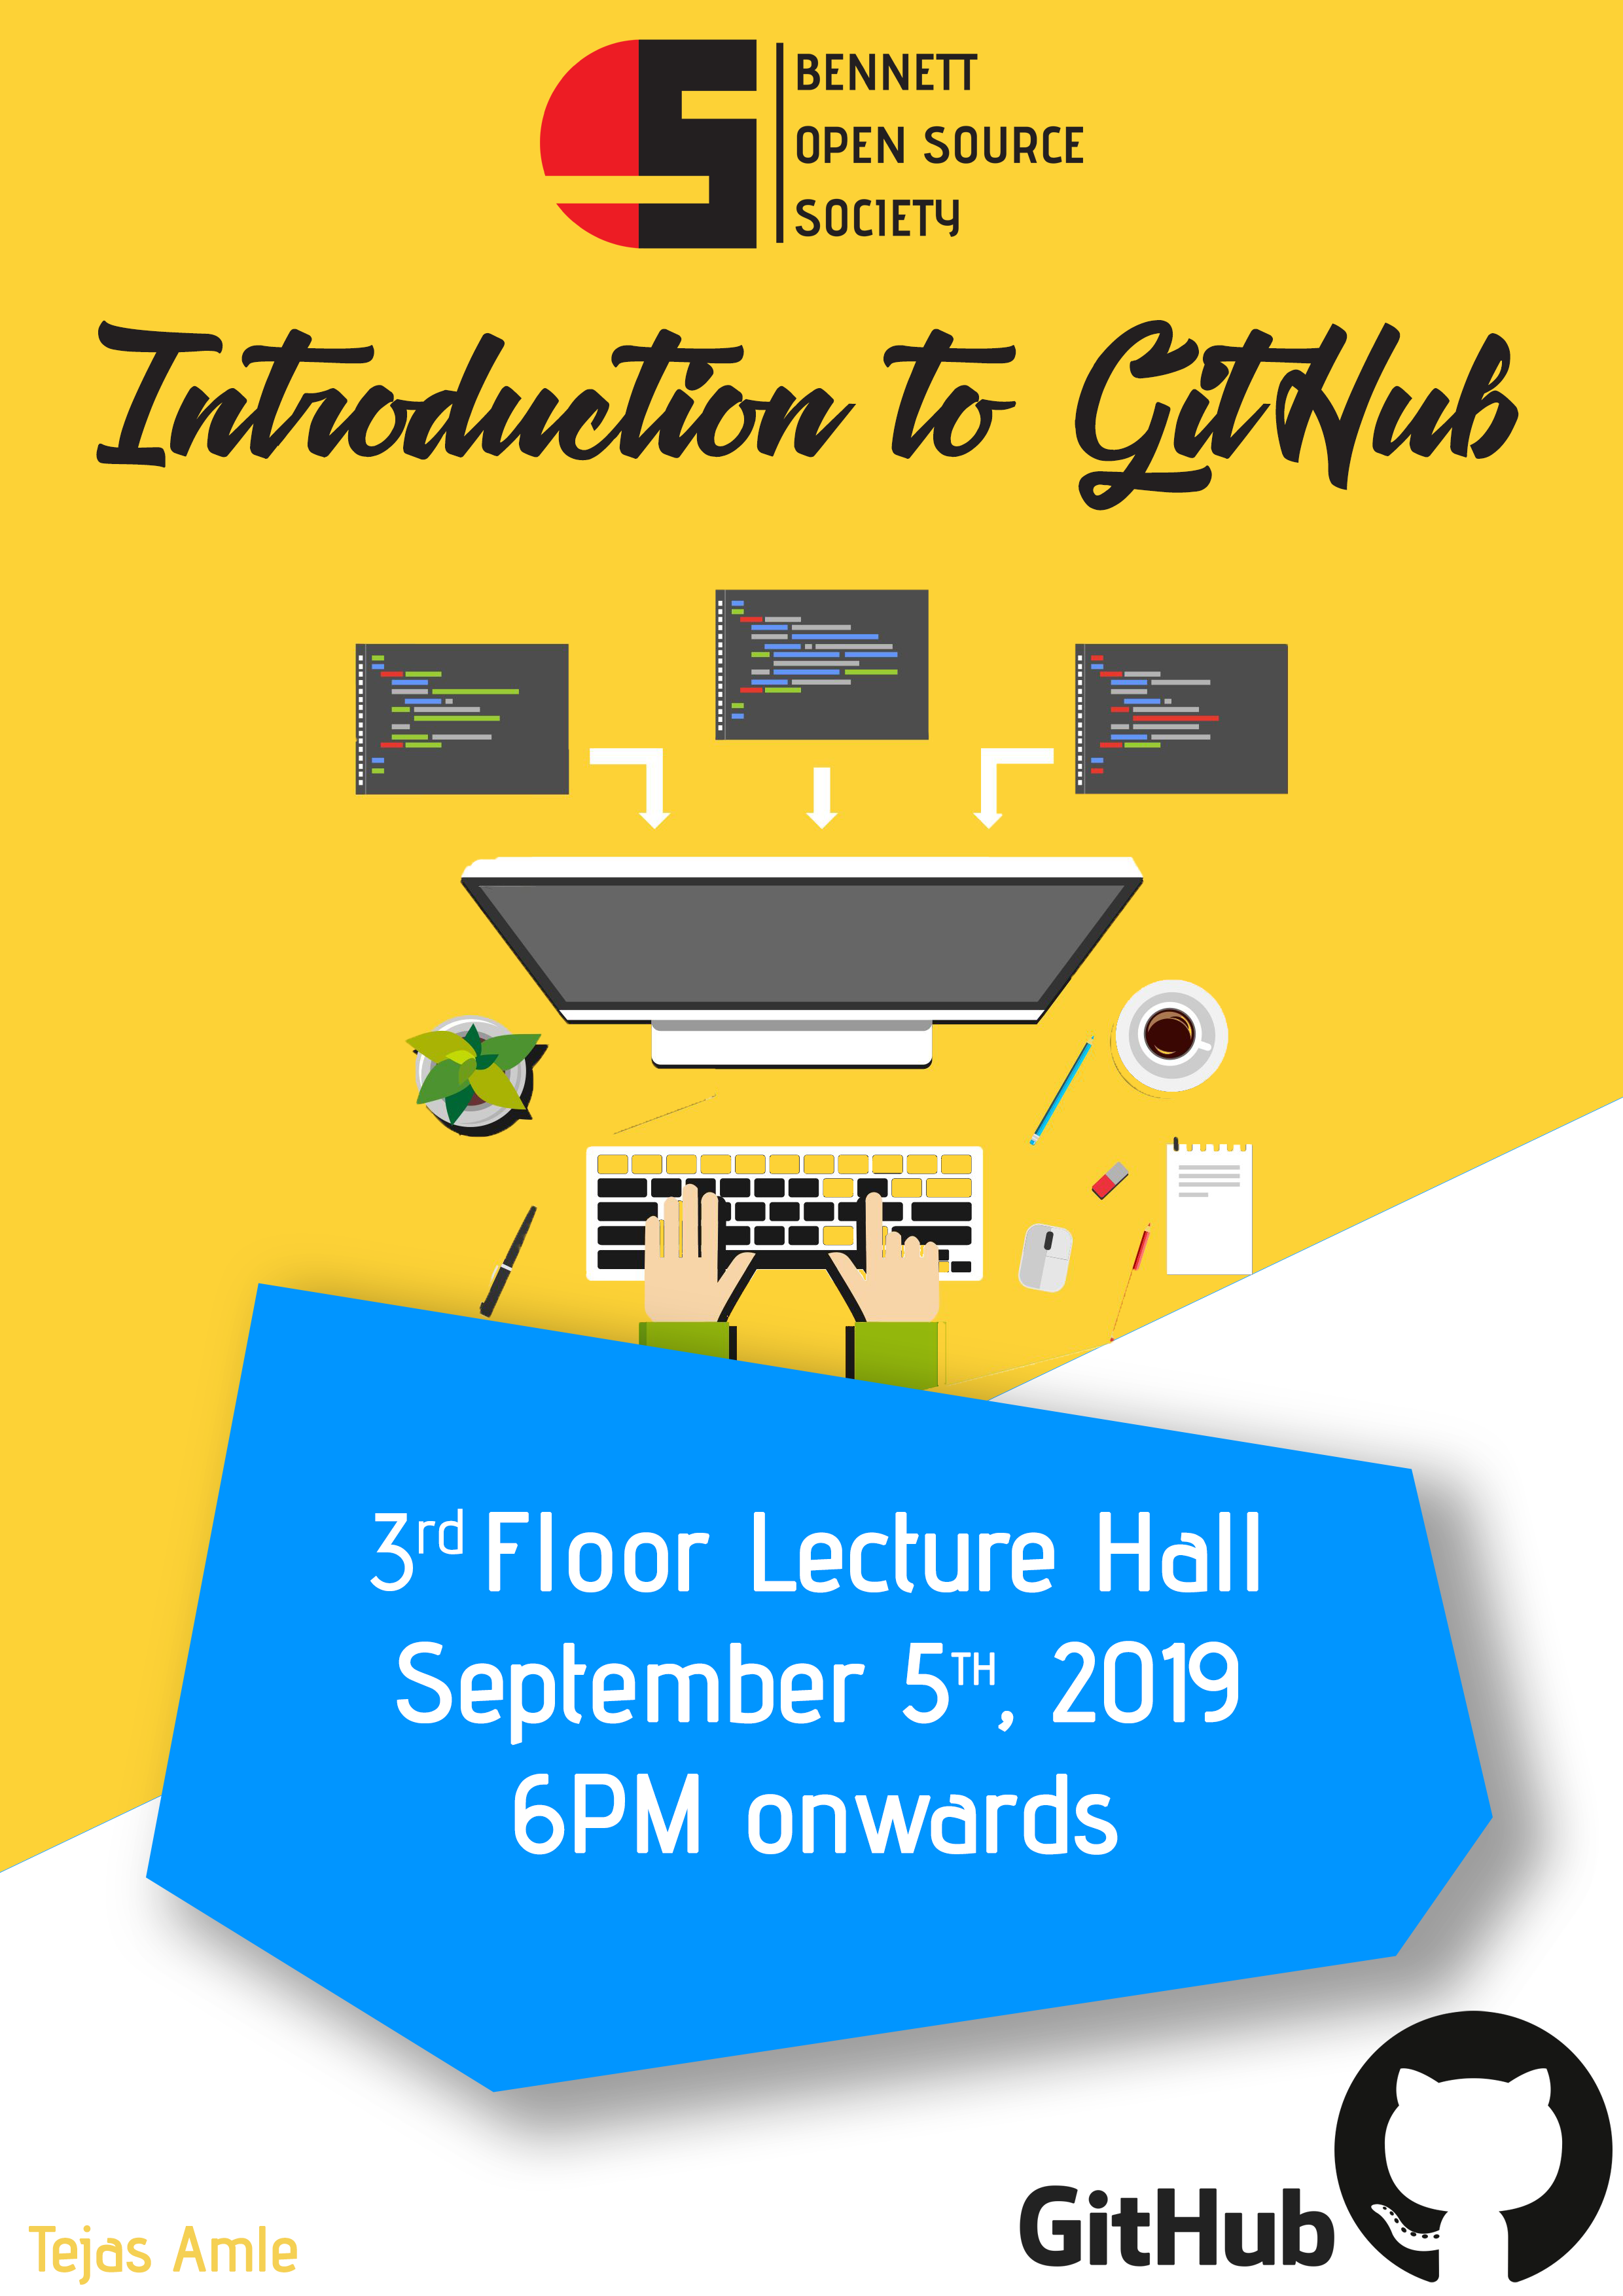 BENNETT
OPEN SOURCE
SOCIETY
Introduction to GitHub
3rd Floor Lecture Hall
September 5TH, 2019
6PM onwards
GitHub
Tejas Amle